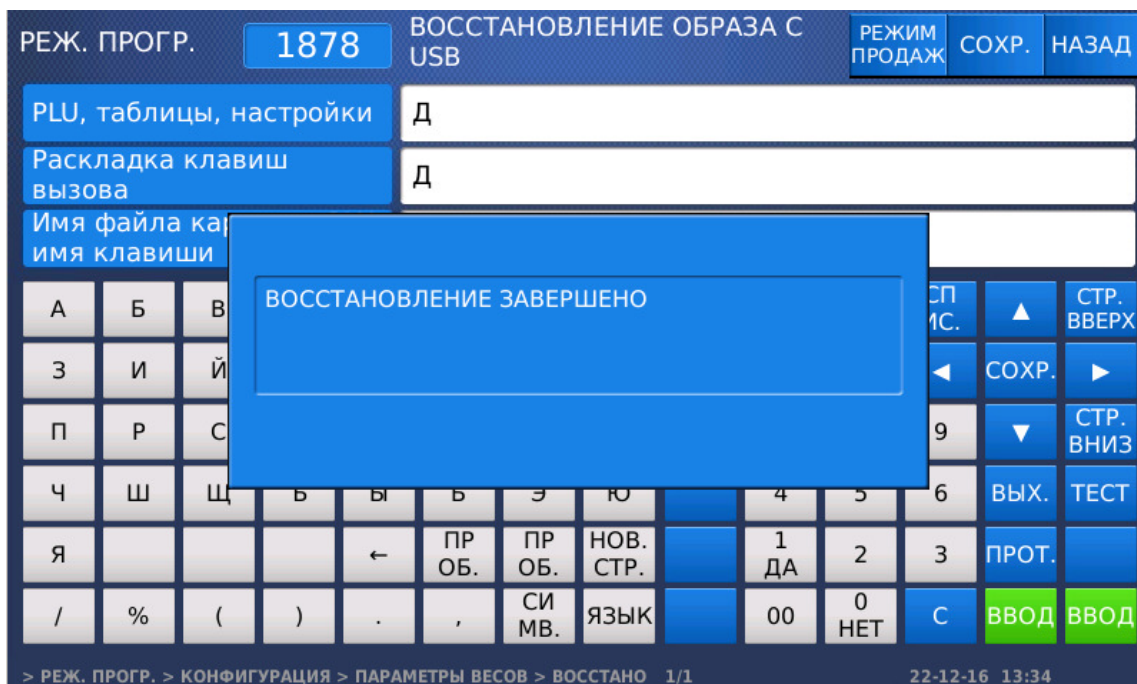 РЕЖ. ПРОГР.
1878
ВОССТАНОВЛЕНИЕ ОБРАЗА С
USB
РЕЖИМ
ПРОДАЖ
СОХР.
НАЗАД
PLU, таблицы, настройки
Д
Раскладка клавиш
вызова
Д
Имя файла
имя клавиши
ВОССТАНОВЛЕНИЕ ЗАВЕРШЕНО
А Б В ▲ СТР.
ВВЕРХ
З И Й ◀ СОХР. ▶
П Р С 9 ▼ СТР.
ВНИЗ
Ч Ш Щ Ы Э Ю 4 5 6 ВЫХ. ТЕСТ
Я ← ПР
ОБ. ПР
ОБ. НОВ.
СТР. 1
ДА 2 3 ПРОТ.
/ % ( ) . , СИ
МВ. ЯЗЫК 00 0
НЕТ С ВВОД ВВОД
> РЕЖ. ПРОГР. > КОНФИГУРАЦИЯ > ПАРАМЕТРЫ ВЕСОВ > ВОССТАНО 1/1 22-12-16 13:34